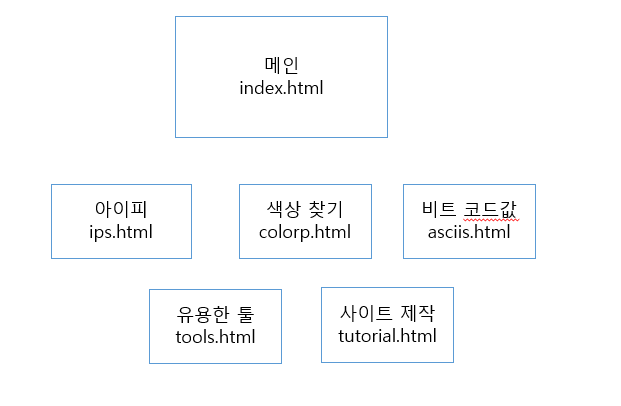 메인
index.html
아이피
ips.html
색상 찾기
colorp.html
비트 코드값
asciis.html
유용한 툴
tools.html
사이트 제작
tutorial.html